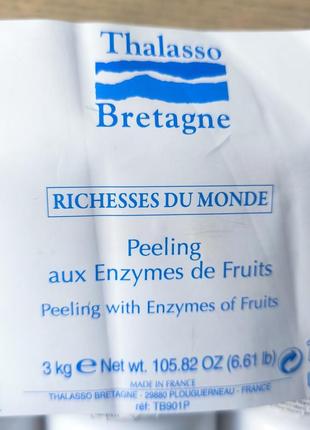 Thalasso
Bretagne
RICHESSES DU MONDE
Peeling
aux Enzymes de Fruits
Peeling with Enzymes of Fruits
3 kg e Net wt. 105.82 OZ (6.61 lb)
MADE IN FRANCE
THALASSO BRETAGNE - 29880 PLOUGUERNEAU - FRANCE
réf: TB901P